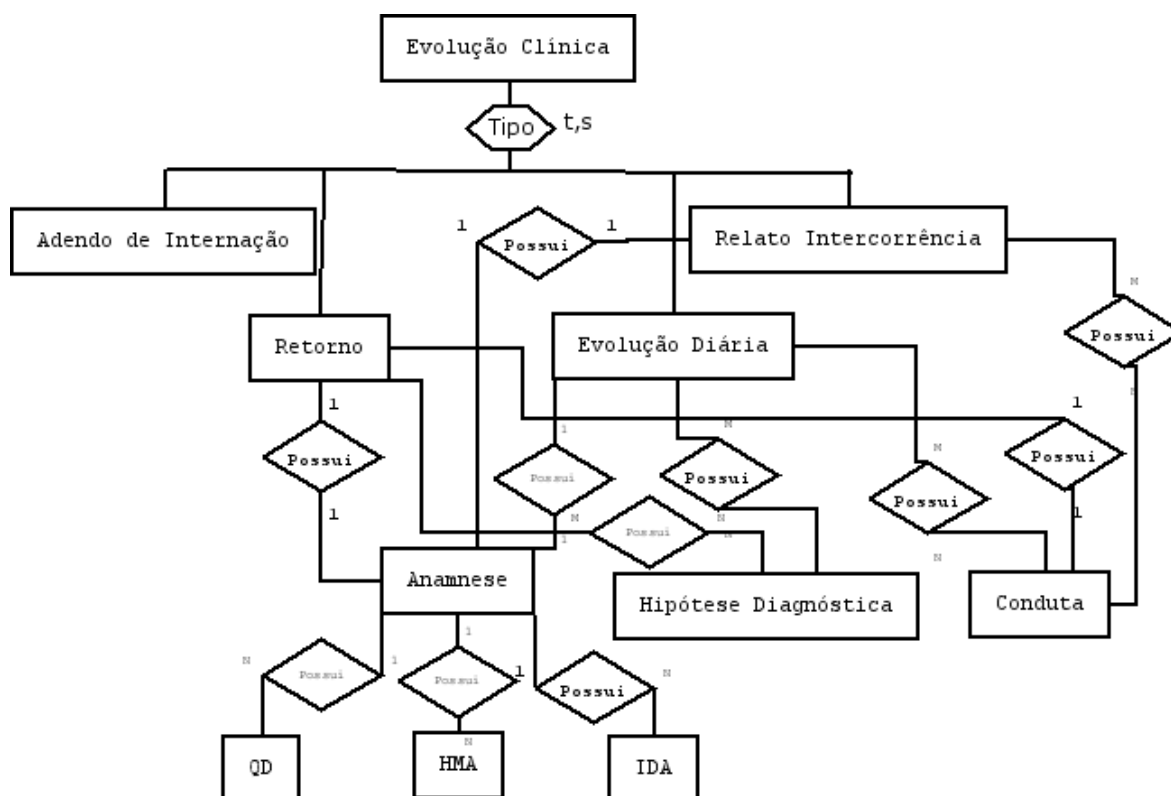 Evolução Clínica
Tipo
t,s
1
Possui
1
Adendo de Internação
Relato Intercorrência
N
Possui
N
Retorno
Evolução Diária
1
Possui
1
1
Possui
1
M
Possui
N
M
Possui
N
1
Possui
1
M
Possui
N
Anamnese
Hipótese Diagnóstica
Conduta
N
Possui
1
1
Possui
N
1
Possui
N
QD
HMA
IDA